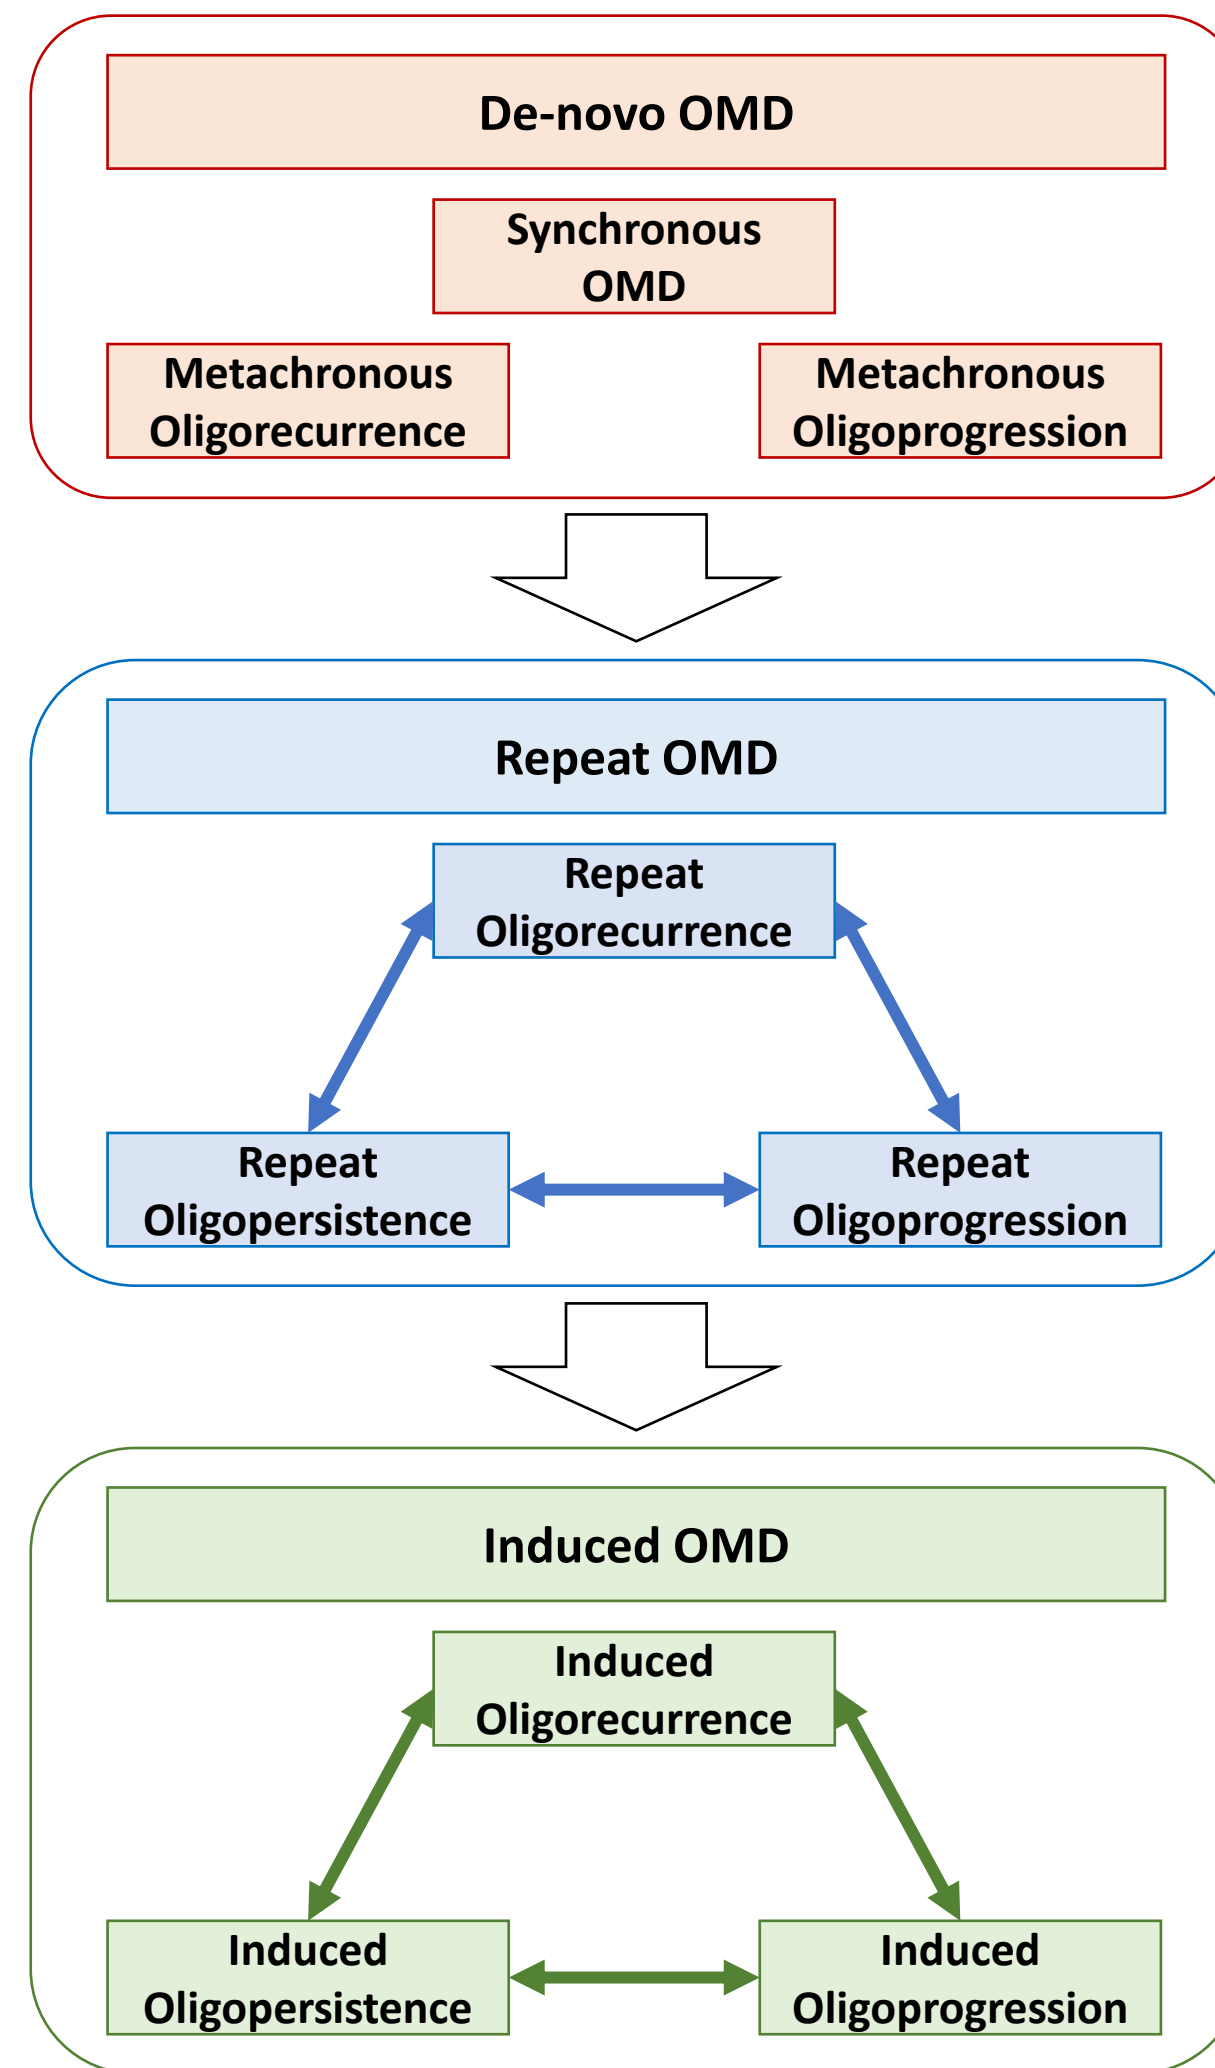 De-novo OMD
Synchronous
OMD
Metachronous
Oligorecurrence
Metachronous
Oligoprogression
Repeat OMD
Repeat
Oligorecurrence
Repeat
Oligopersistence
Repeat
Oligoprogression
Induced OMD
Induced
Oligorecurrence
Induced
Oligopersistence
Induced
Oligoprogression